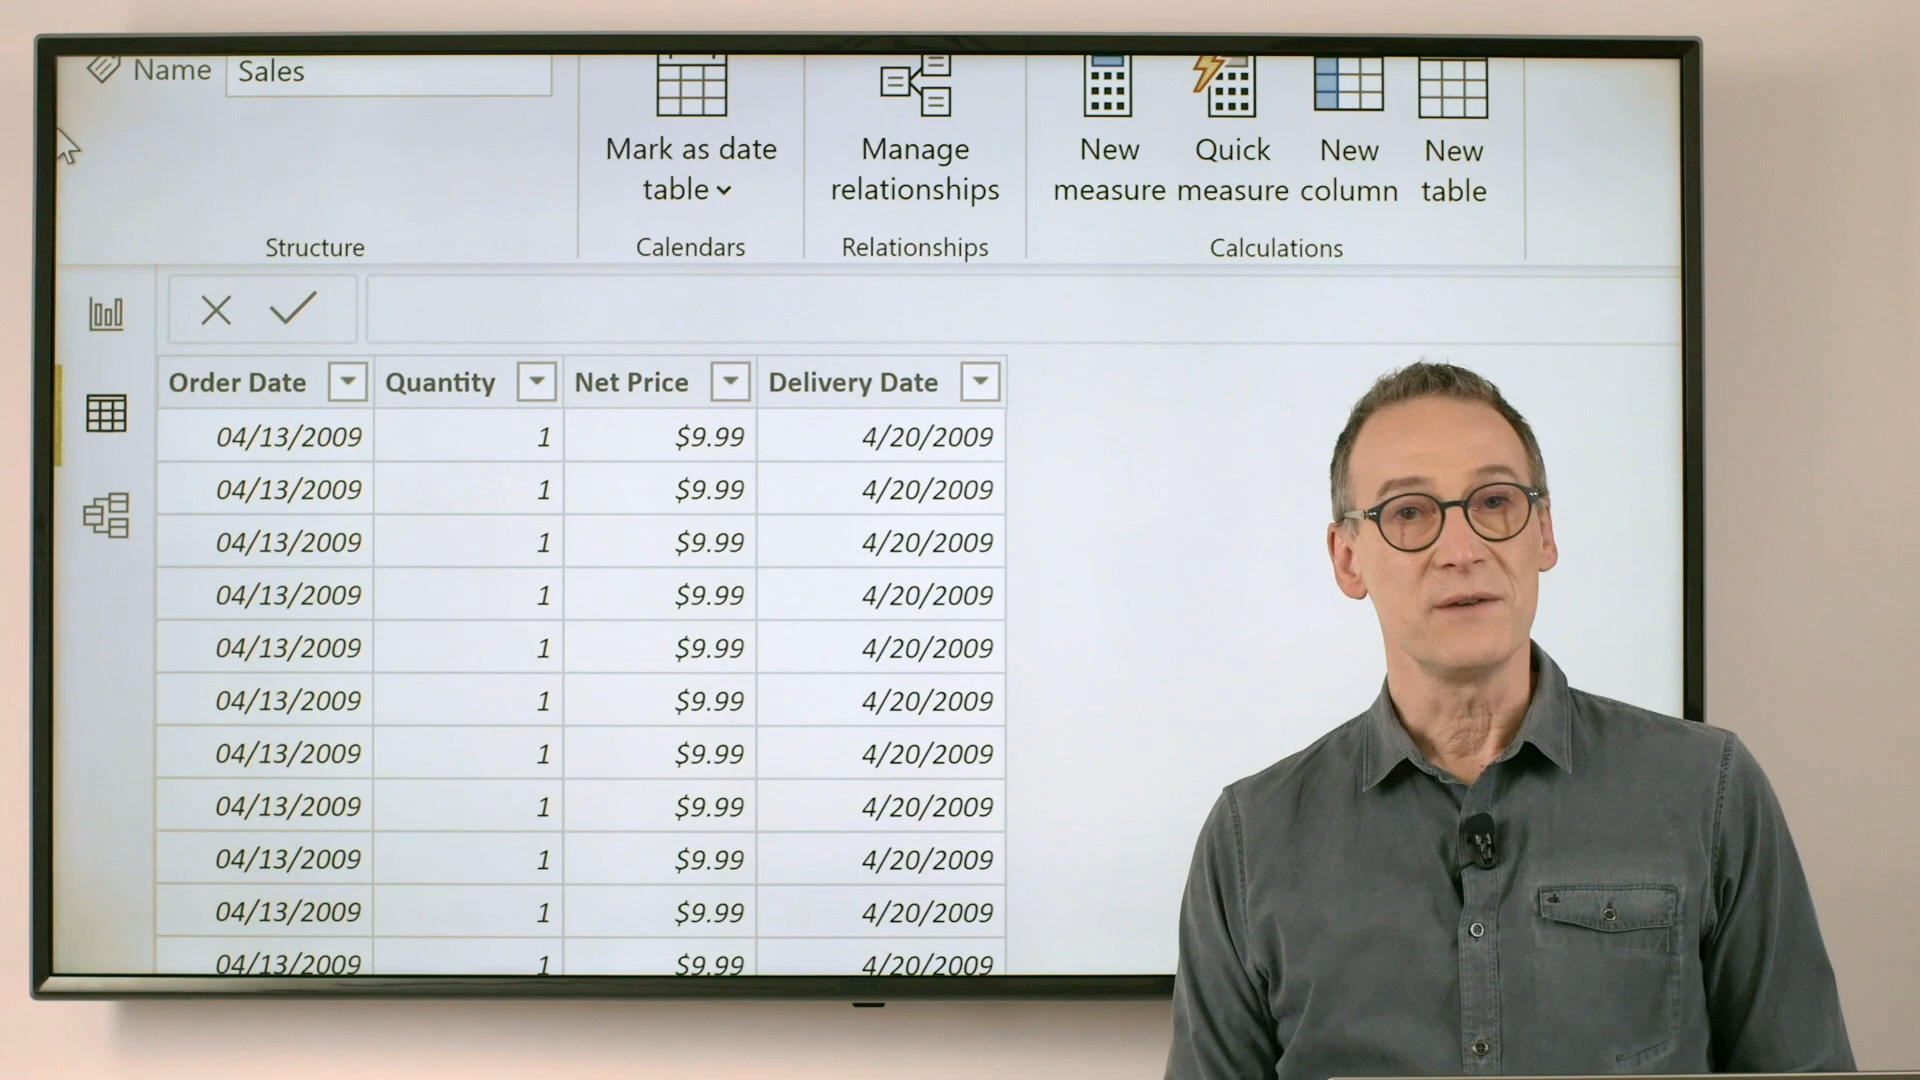 Name Sales
Mark as date table
Manage relationships
New measure
Quick measure
New column
New table
Structure
Calendars
Relationships
Calculations
Order Date Quantity Net Price Delivery Date
04/13/2009 1 $9.99 4/20/2009
04/13/2009 1 $9.99 4/20/2009
04/13/2009 1 $9.99 4/20/2009
04/13/2009 1 $9.99 4/20/2009
04/13/2009 1 $9.99 4/20/2009
04/13/2009 1 $9.99 4/20/2009
04/13/2009 1 $9.99 4/20/2009
04/13/2009 1 $9.99 4/20/2009
04/13/2009 1 $9.99 4/20/2009
04/13/2009 1 $9.99 4/20/2009
04/13/2009 1 $9.99 4/20/2009